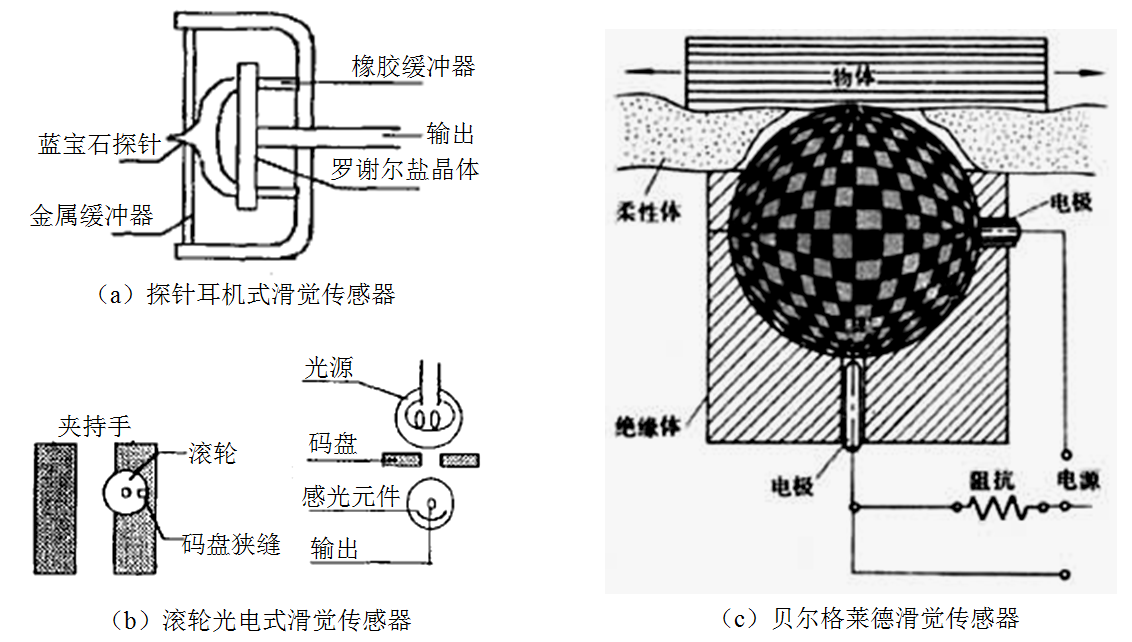 橡胶缓冲器
输出
罗谢尔盐晶体
蓝宝石探针
金属缓冲器
（a）探针耳机式滑觉传感器
光源
夹持手
滚轮
码盘
感光元件
码盘狭缝
输出
（b）滚轮光电式滑觉传感器
物体
柔性体
电极
绝缘体
电极
阻抗
电源
（c）贝尔格莱德滑觉传感器